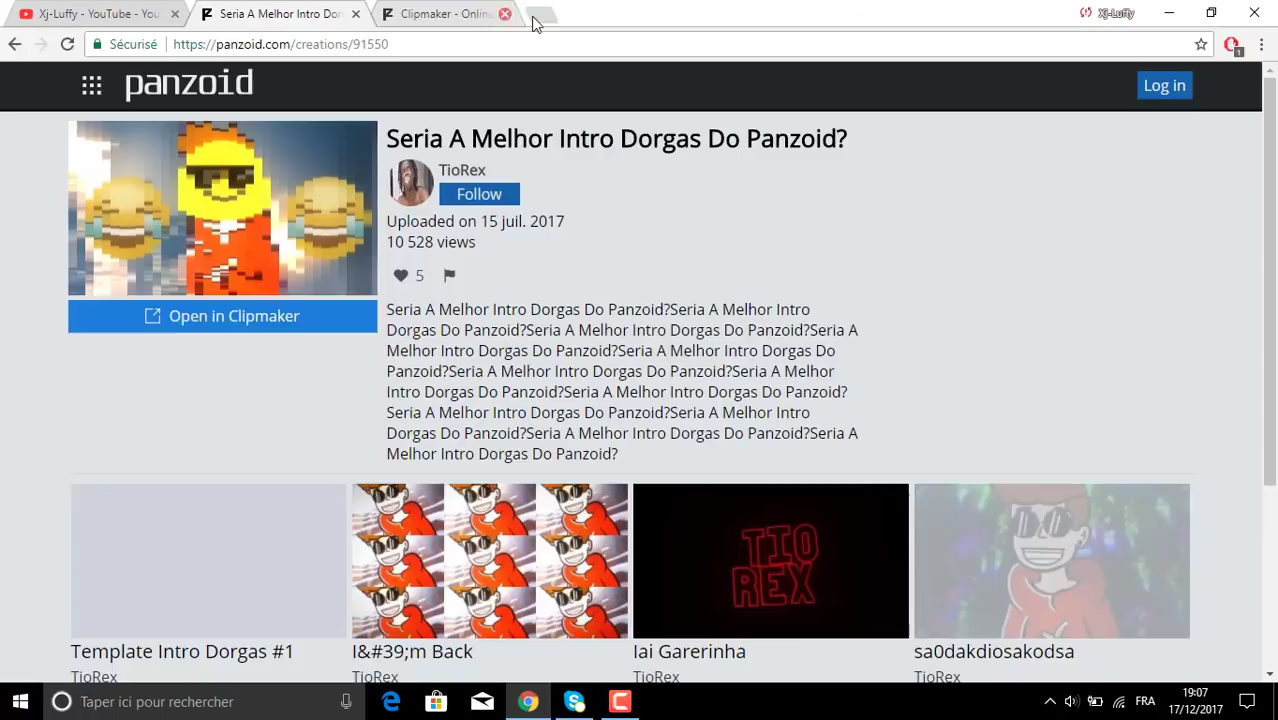 Xj-Luffy - YouTube - You
Seria A Melhor Intro Dor
Clipmaker - Onlin
Xj-Luffy
Sécurisé
https://panzoid.com/creations/91550
1
panzoid
Log in
Seria A Melhor Intro Dorgas Do Panzoid?
TioRex
Follow
Uploaded on 15 juil. 2017
10 528 views
5
Open in Clipmaker
Seria A Melhor Intro Dorgas Do Panzoid?Seria A Melhor Intro
Dorgas Do Panzoid?Seria A Melhor Intro Dorgas Do Panzoid?Seria A
Melhor Intro Dorgas Do Panzoid?Seria A Melhor Intro Dorgas Do
Panzoid?Seria A Melhor Intro Dorgas Do Panzoid?Seria A Melhor
Intro Dorgas Do Panzoid?Seria A Melhor Intro Dorgas Do Panzoid?
Seria A Melhor Intro Dorgas Do Panzoid?Seria A Melhor Intro
Dorgas Do Panzoid?Seria A Melhor Intro Dorgas Do Panzoid?Seria A
Melhor Intro Dorgas Do Panzoid?
TIO
REX
Template Intro Dorgas #1
I&#39;m Back
Iai Garerinha
sa0dakdiosakodsa
TioRex
TioRex
TioRex
TioRex
Taper ici pour rechercher
FRA
19:07
17/12/2017